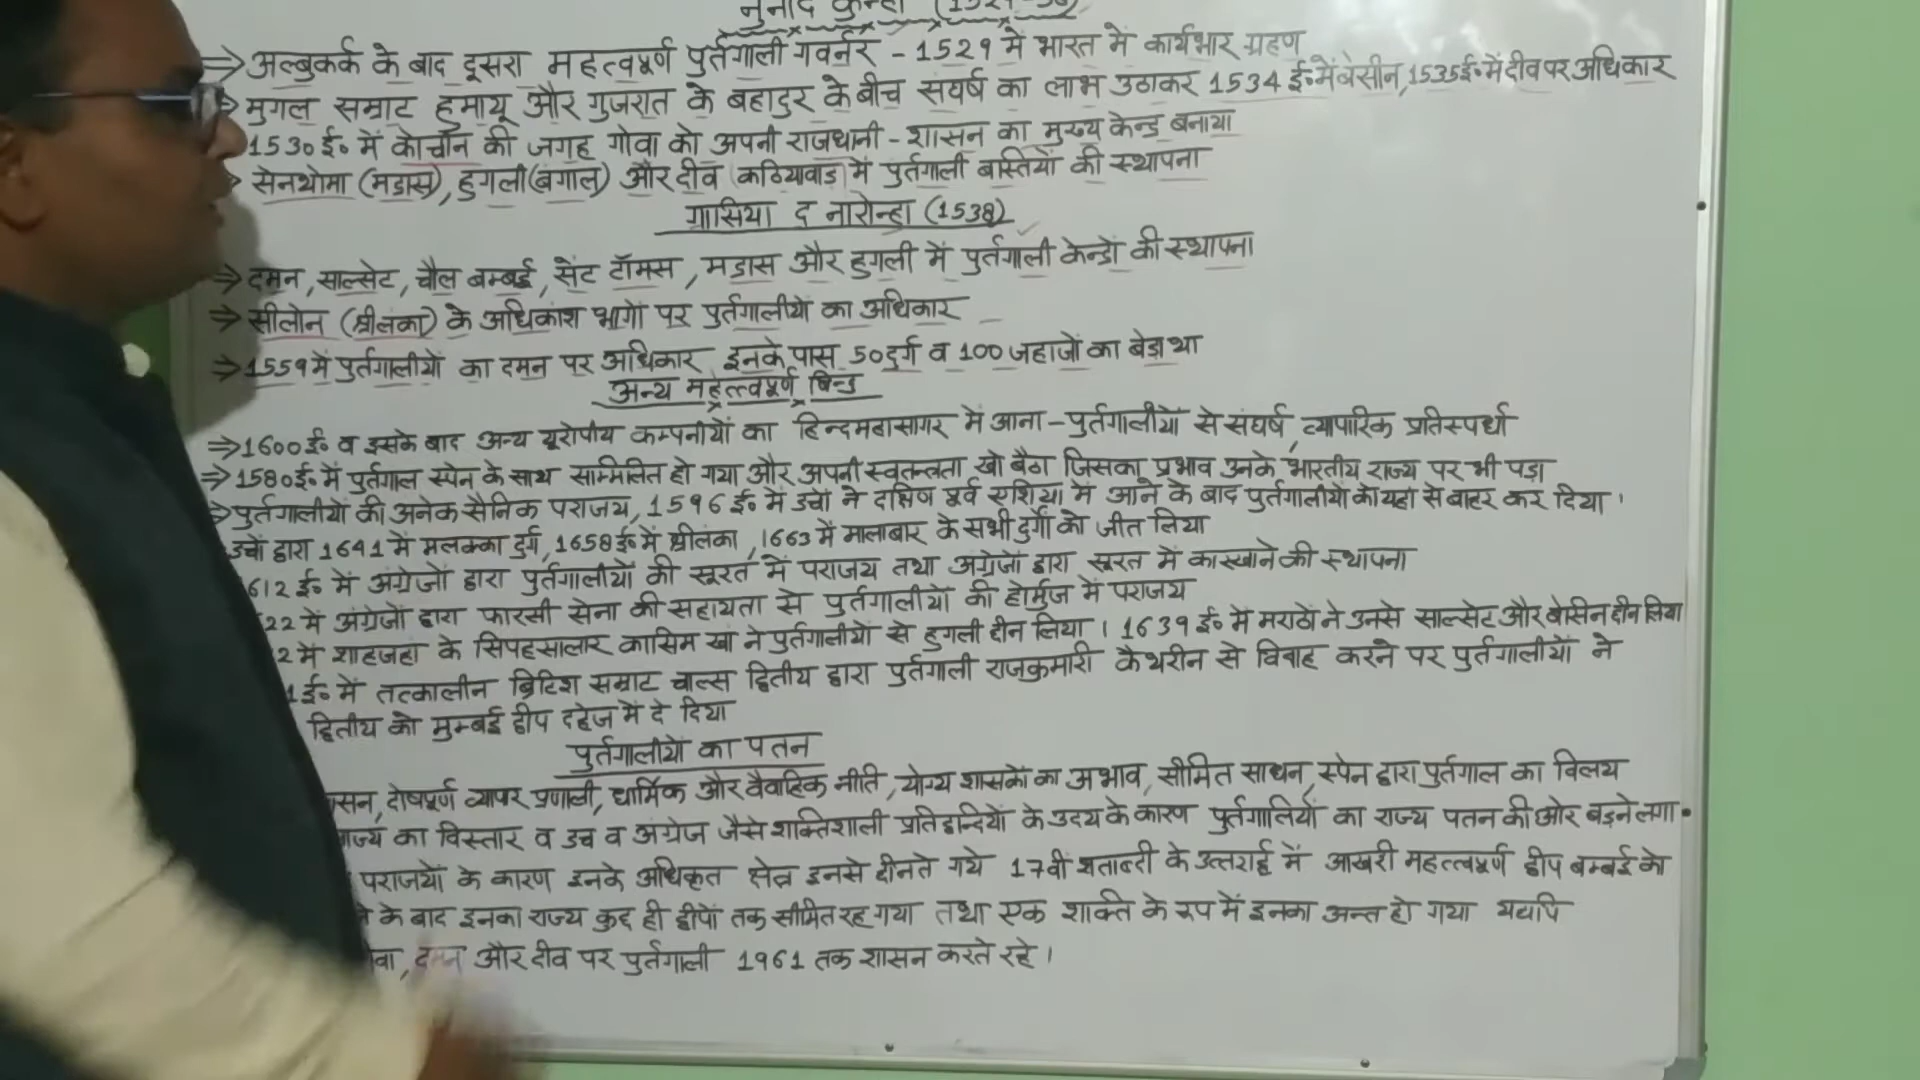 नुनोद कुन्हा (1529-38)
⇒ अल्बुकर्क के बाद दूसरा महत्वपूर्ण पुर्तगाली गवर्नर - 1529 में भारत में कार्यभार ग्रहण
⇒ मुगल सम्राट हुमायू और गुजरात के बहादुर के बीच संघर्ष का लाभ उठाकर 1534 ई॰ में बेसीन, 1535ई॰ में दीव पर अधिकार
1530 ई॰ में कोचीन की जगह गोवा को अपनी राजधानी - शासन का मुख्य केन्द्र बनाया
सेनथोमा (मद्रास), हुगली (बंगाल) और दीव (कठियावाड़) में पुर्तगाली बस्तियों की स्थापना
गार्सिया द नारोन्हा (1538)
⇒ दमन, साल्सेट, चौल बम्बई, सेंट टॉमस, मद्रास और हुगली में पुर्तगाली केन्द्रों की स्थापना
⇒ सीलोन (श्रीलंका) के अधिकांश भागों पर पुर्तगालीयों का अधिकार
⇒ 1559 में पुर्तगालीयों का दमन पर अधिकार इनके पास 50 दुर्ग व 100 जहाजों का बेड़ा था
अन्य महत्त्वपूर्ण बिन्दु
⇒ 1600 ई॰ व इसके बाद अन्य यूरोपीय कम्पनीयों का हिन्दमहासागर में आना - पुर्तगालीयों से संघर्ष, व्यापारिक प्रतिस्पर्धा
⇒ 1580 ई॰ में पुर्तगाल स्पेन के साथ सम्मिलित हो गया और अपनी स्वतन्त्रता खो बैठा जिसका प्रभाव उनके भारतीय राज्य पर भी पड़ा
⇒ पुर्तगालीयों की अनेक सैनिक पराजय, 1596 ई॰ में डचों ने दक्षिण पूर्व एशिया में आने के बाद पुर्तगालीयों को यहां से बाहर कर दिया।
डचों द्वारा 1641 में मलक्का दुर्ग, 1658 ई॰ में श्रीलंका, 1663 में मालाबार के सभी दुर्गों को जीत लिया
612 ई॰ में अंग्रेजों द्वारा पुर्तगालीयों की सूरत में पराजय तथा अंग्रेजों द्वारा सूरत में कारखाने की स्थापना
22 में अंग्रेजों द्वारा फारसी सेना की सहायता से पुर्तगालीयों की होर्मुज में पराजय
2 में शाहजहां के सिपहसालार कासिम खां ने पुर्तगालीयों से हुगली छीन लिया। 1639 ई॰ में मराठों ने उनसे साल्सेट और बेसिन छीन लिया
1 ई॰ में तत्कालीन ब्रिटिश सम्राट चार्ल्स द्वितीय द्वारा पुर्तगाली राजकुमारी कैथरीन से विवाह करने पर पुर्तगालीयों ने
द्वितीय को मुम्बई द्वीप दहेज में दे दिया
पुर्तगालीयों का पतन
सन, दोषपूर्ण व्यापर प्रणाली, धार्मिक और वैवाहिक नीति, योग्य शासकों का अभाव, सीमित साधन, स्पेन द्वारा पुर्तगाल का विलय
ाज्य का विस्तार व डच व अंग्रेज जैसे शक्तिशाली प्रतिद्वन्दियों के उदय के कारण पुर्तगालियों का राज्य पतन की ओर बड़ने लगा
पराजयों के कारण इनके अधिकृत क्षेत्र इनसे छीनते गये 17वी शताब्दी के उत्तरार्द्ध में आखरी महत्त्वपूर्ण द्वीप बम्बई को
के बाद इनका राज्य कुछ ही द्वीपों तक सीमित रह गया तथा एक शक्ति के रूप में इनका अन्त हो गया यद्यपि
वा, दमन और दीव पर पुर्तगाली 1961 तक शासन करते रहे।